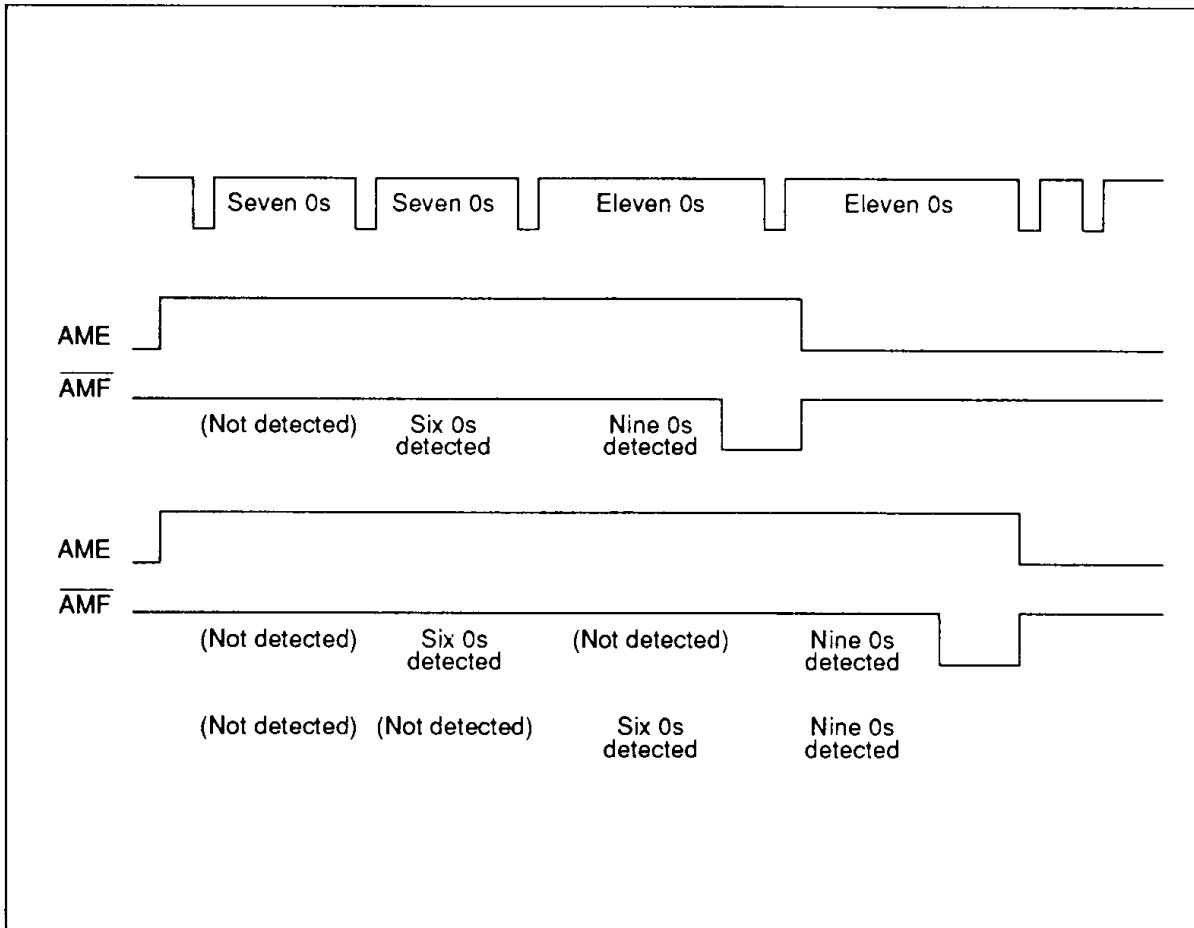 Seven 0s Seven 0s Eleven 0s Eleven 0s
AME
AMF
(Not detected) Six 0s detected Nine 0s detected
AME
AMF
(Not detected) Six 0s detected (Not detected) Nine 0s detected
(Not detected) (Not detected) Six 0s detected Nine 0s detected